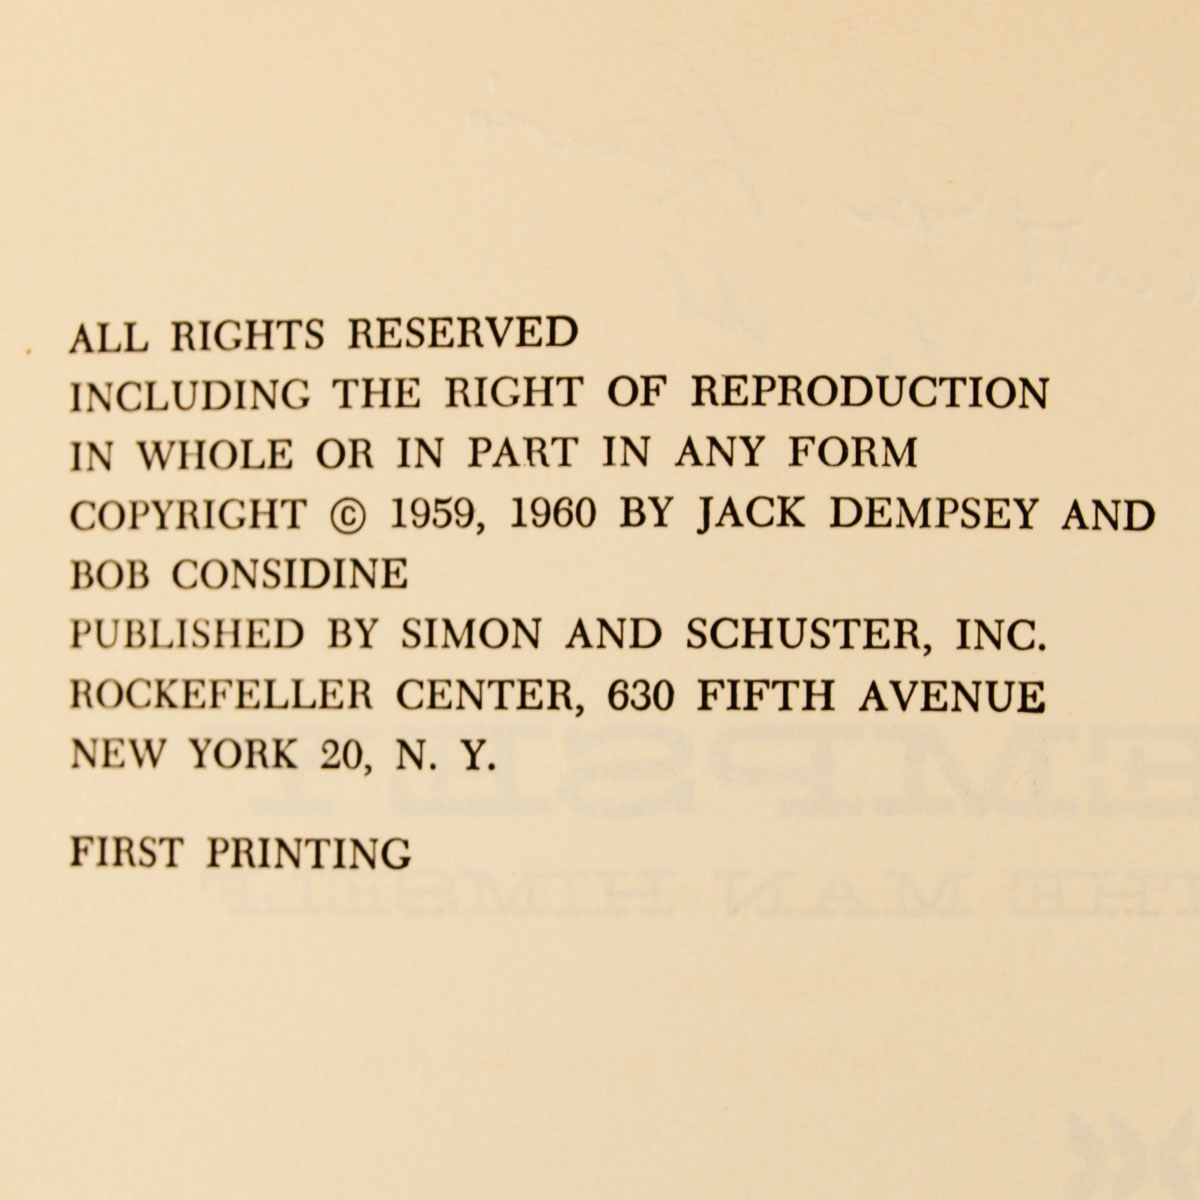 ALL RIGHTS RESERVED
INCLUDING THE RIGHT OF REPRODUCTION
IN WHOLE OR IN PART IN ANY FORM
COPYRIGHT © 1959, 1960 BY JACK DEMPSEY AND
BOB CONSIDINE
PUBLISHED BY SIMON AND SCHUSTER, INC.
ROCKEFELLER CENTER, 630 FIFTH AVENUE
NEW YORK 20, N. Y.
FIRST PRINTING